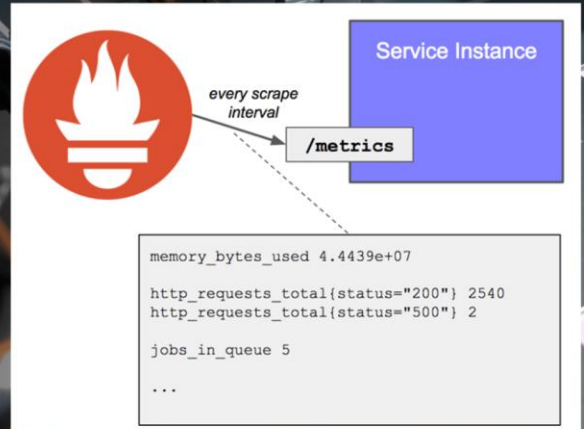 Service Instance
every scrape
interval
/metrics
memory_bytes_used 4.4439e+07
http_requests_total{status="200"} 2540
http_requests_total{status="500"} 2
jobs_in_queue 5
...